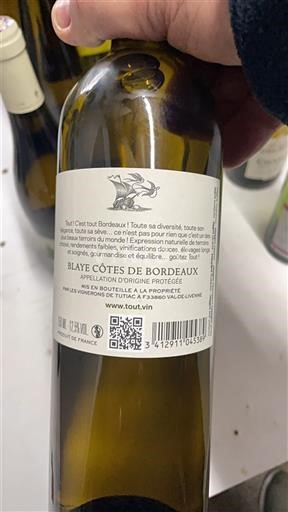 Tout ! C'est tout Bordeaux ! Toute sa diversité, toute son
élégance, toute sa sève... ce n'est pas pour rien que c'est un des
plus beaux terroirs du monde ! Expression naturelle de terroirs
choisis, rendements faibles, vinifications douces, élevages longs
et soignés, gourmandise et équilibre... goûtez Tout !
BLAYE CÔTES DE BORDEAUX
APPELLATION D'ORIGINE PROTÉGÉE
MIS EN BOUTEILLE À LA PROPRIÉTÉ
PAR LES VIGNERONS DE TUTIAC À F33860 VAL-DE-LIVENNE
www.tout.vin
12.5% VOL.
PRODUIT DE FRANCE
3 412911 045389